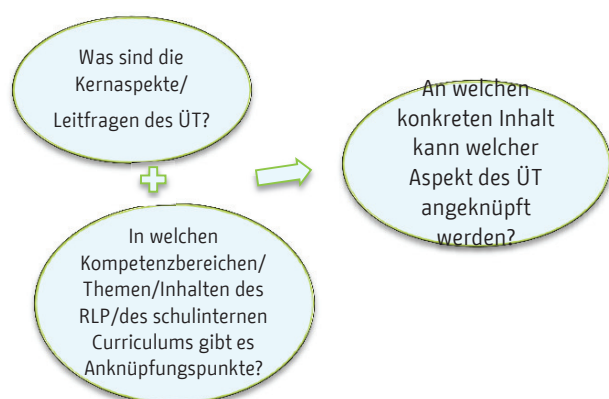 Was sind die
Kernaspekte/
Leitfragen des ÜT?
In welchen
Kompetenzbereichen/
Themen/Inhalten des
RLP/des schulinternen
Curriculums gibt es
Anknüpfungspunkte?
An welchen
konkreten Inhalt
kann welcher
Aspekt des ÜT
angeknüpft
werden?